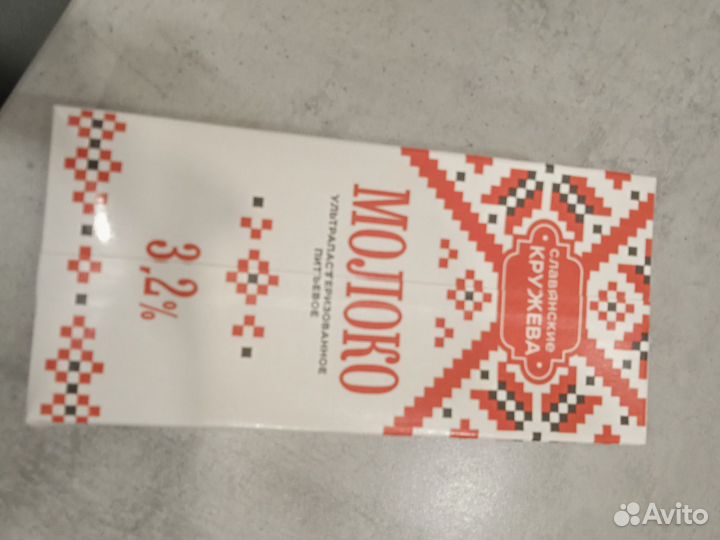 славянские
КРУЖЕВА
МОЛОКО
УЛЬТРАПАСТЕРИЗОВАННОЕ
ПИТЬЕВОЕ
3,2%
Avito